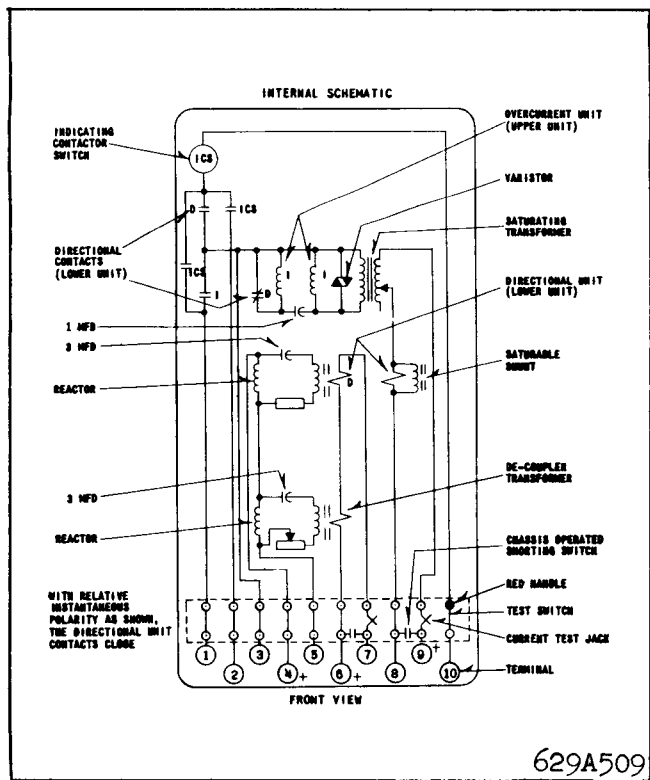 INTERNAL SCHEMATIC
INDICATING
CONTACTOR
SWITCH
ICS
OVERCURRENT UNIT
(UPPER UNIT)
VARISTOR
SATURATING
TRANSFORMER
D
ICS
DIRECTIONAL
CONTACTS
(LOWER UNIT)
ICS
I
D
I
I
DIRECTIONAL UNIT
(LOWER UNIT)
1 MFD
3 MFD
REACTOR
D
SATURABLE
SHUNT
3 MFD
REACTOR
DE-COUPLER
TRANSFORMER
CHASSIS OPERATED
SHORTING SWITCH
WITH RELATIVE
INSTANTANEOUS
POLARITY AS SHOWN,
THE DIRECTIONAL UNIT
CONTACTS CLOSE
RED HANDLE
TEST SWITCH
CURRENT TEST JACK
TERMINAL
1 3 5 7 9 +
2 4 + 6 + 8 10
FRONT VIEW
629A509